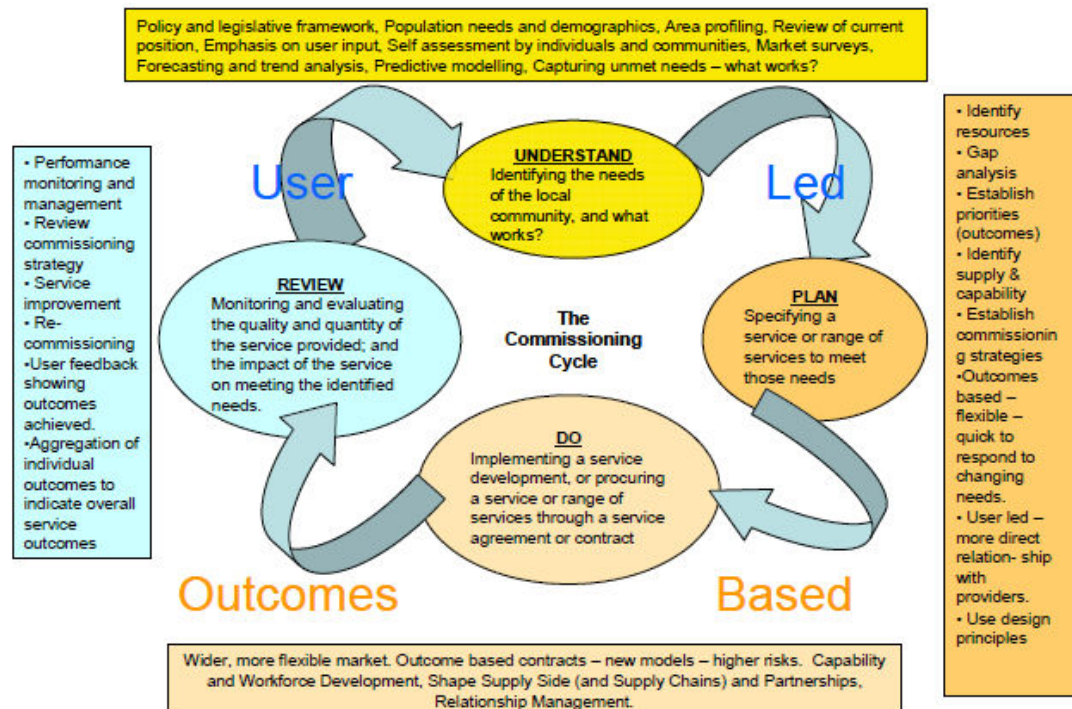 Policy and legislative framework, Population needs and demographics, Area profiling, Review of current
position, Emphasis on user input, Self assessment by individuals and communities, Market surveys,
Forecasting and trend analysis, Predictive modelling, Capturing unmet needs – what works?
User
Led
UNDERSTAND
Identifying the needs
of the local
community, and what
works?
• Performance
monitoring and
management
• Review
commissioning
strategy
• Service
improvement
• Re-
commissioning
•User feedback
showing
outcomes
achieved.
•Aggregation of
individual
outcomes to
indicate overall
service
outcomes
REVIEW
Monitoring and evaluating
the quality and quantity of
the service provided; and
the impact of the service
on meeting the identified
needs.
The
Commissioning
Cycle
PLAN
Specifying a
service or range of
services to meet
those needs
• Identify
resources
• Gap
analysis
• Establish
priorities
(outcomes)
• Identify
supply &
capability
• Establish
commissionin
g strategies
•Outcomes
based –
flexible –
quick to
respond to
changing
needs.
• User led –
more direct
relation- ship
with
providers.
• Use design
principles
DO
Implementing a service
development, or procuring
a service or range of
services through a service
agreement or contract
Outcomes
Based
Wider, more flexible market. Outcome based contracts – new models – higher risks. Capability
and Workforce Development, Shape Supply Side (and Supply Chains) and Partnerships,
Relationship Management.